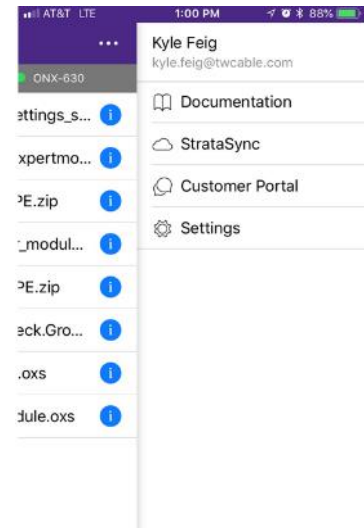 AT&T LTE 1:00 PM 88%
Kyle Feig
kyle.feig@twcable.com
ONX-630
Documentation
StrataSync
Customer Portal
Settings
ettings_s...
xpertmo...
PE.zip
r_modul...
PE.zip
eck.Gro...
.oxs
dule.oxs